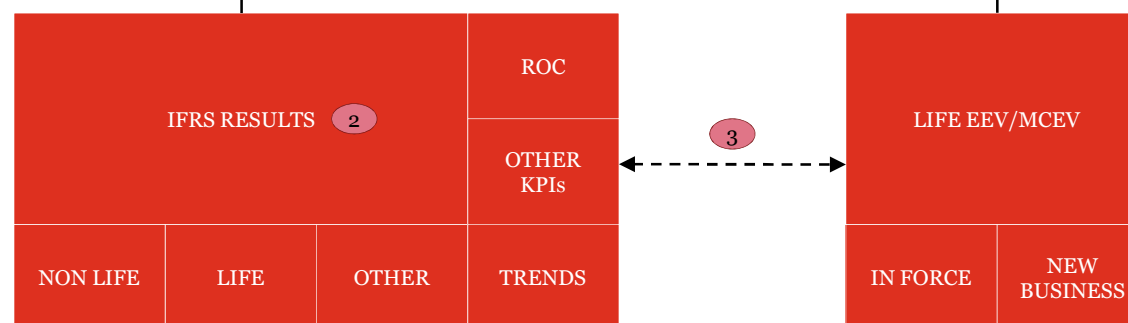 ROC
IFRS RESULTS 2
OTHER
KPIs
3
LIFE EEV/MCEV
NON LIFE
LIFE
OTHER
TRENDS
IN FORCE
NEW
BUSINESS